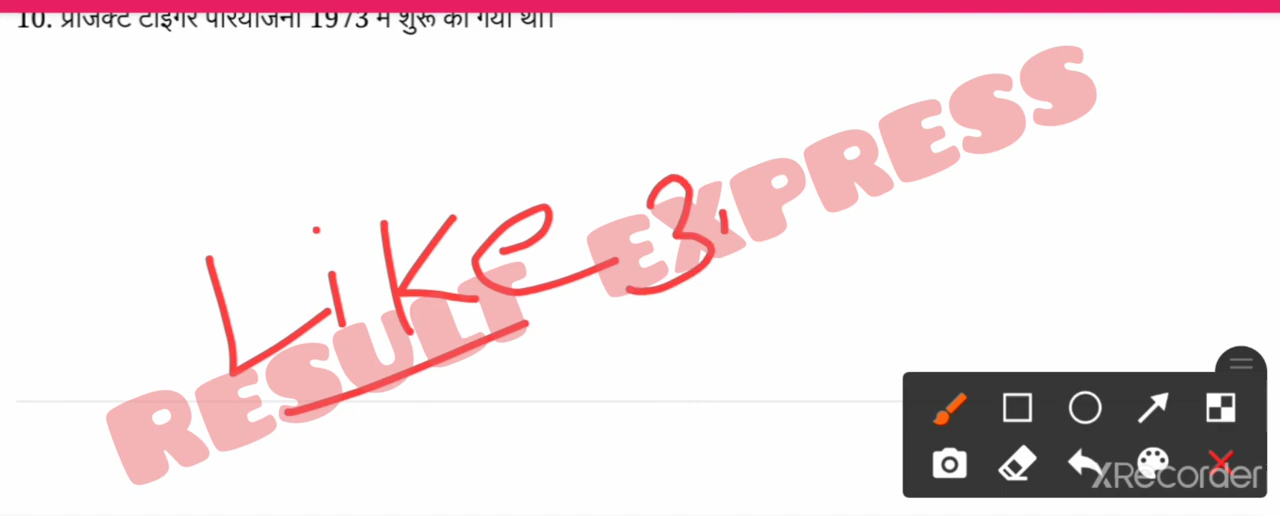 10. प्रोजेक्ट टाइगर परियोजना 1973 में शुरू की गयी थी।
Like
RESULT EXPRESS
XRecorder